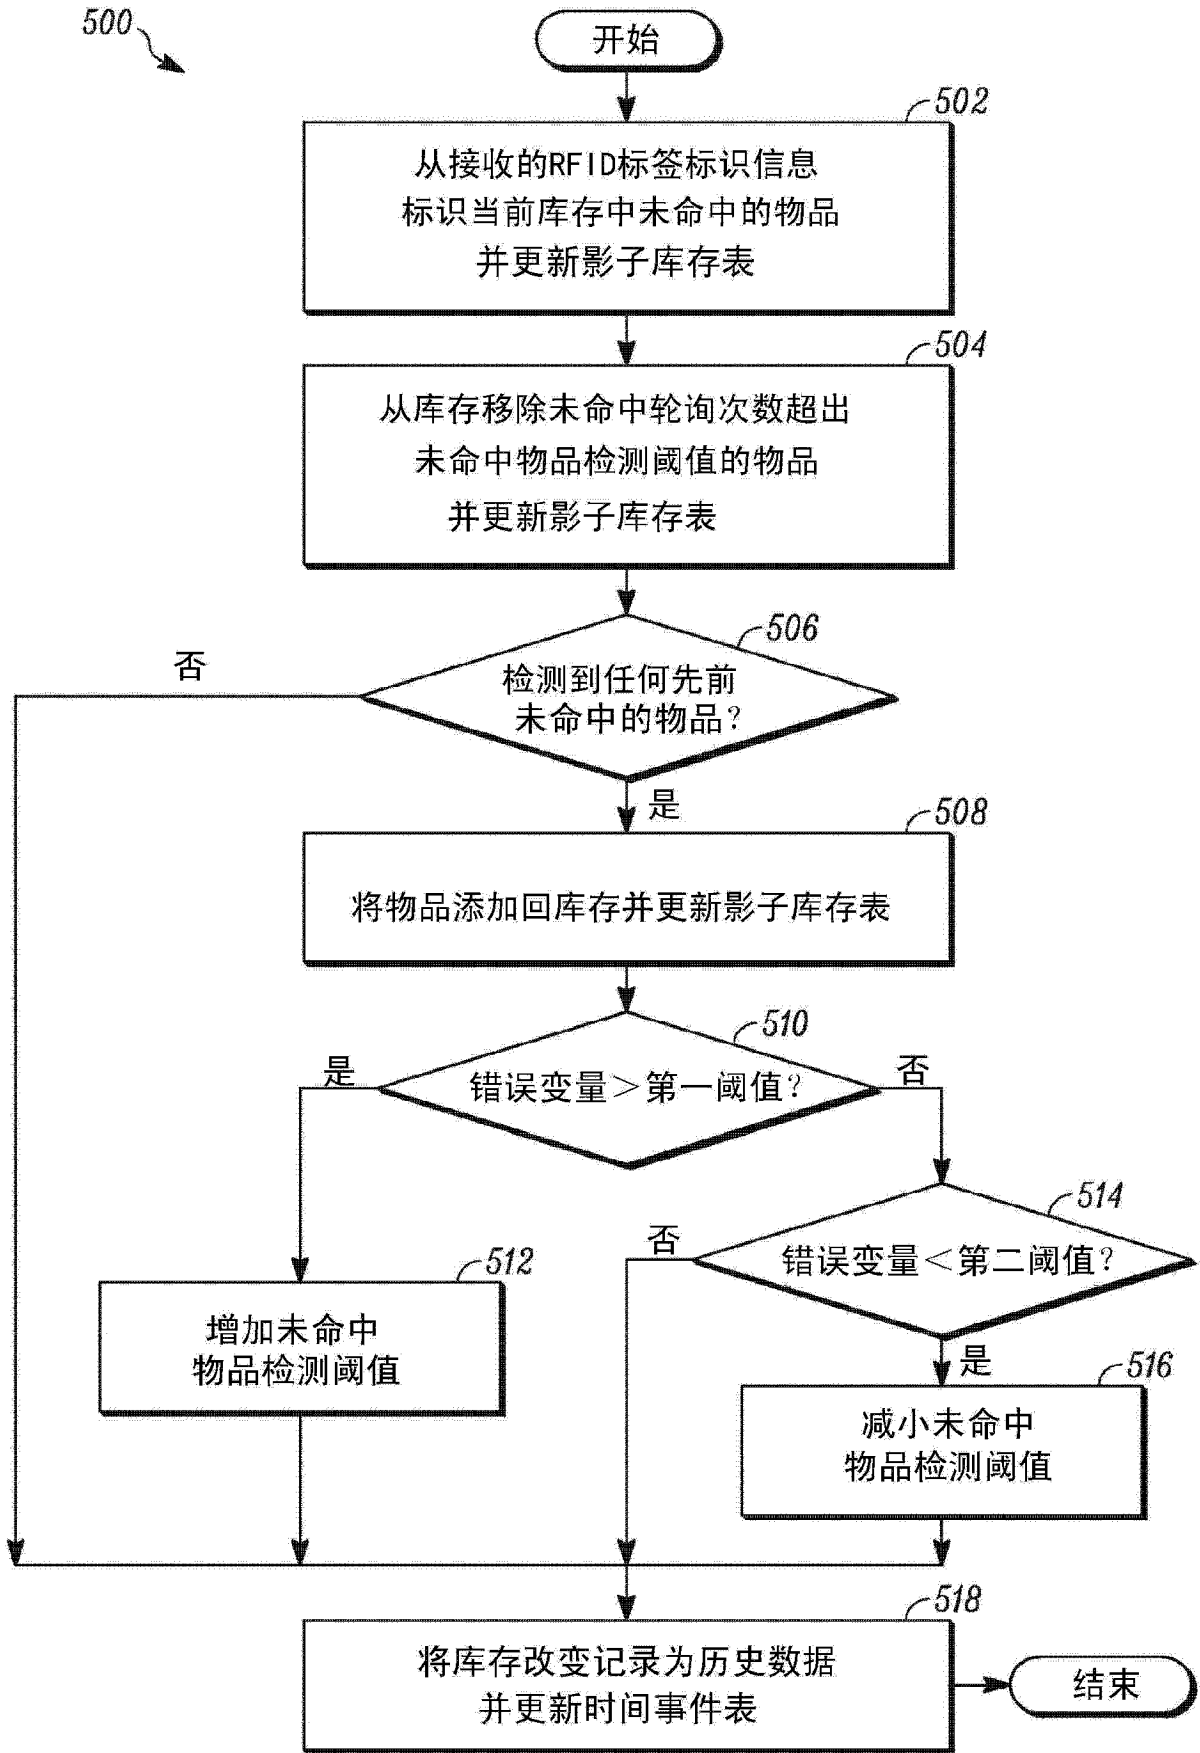 500
开始
502
从接收的RFID标签标识信息
标识当前库存中未命中的物品
并更新影子库存表
504
从库存移除未命中轮询次数超出
未命中物品检测阈值的物品
并更新影子库存表
506
否
检测到任何先前
未命中的物品？
是
508
将物品添加回库存并更新影子库存表
510
是
错误变量＞第一阈值？
否
514
否
错误变量＜第二阈值？
512
增加未命中
物品检测阈值
是
516
减小未命中
物品检测阈值
518
将库存改变记录为历史数据
并更新时间事件表
结束